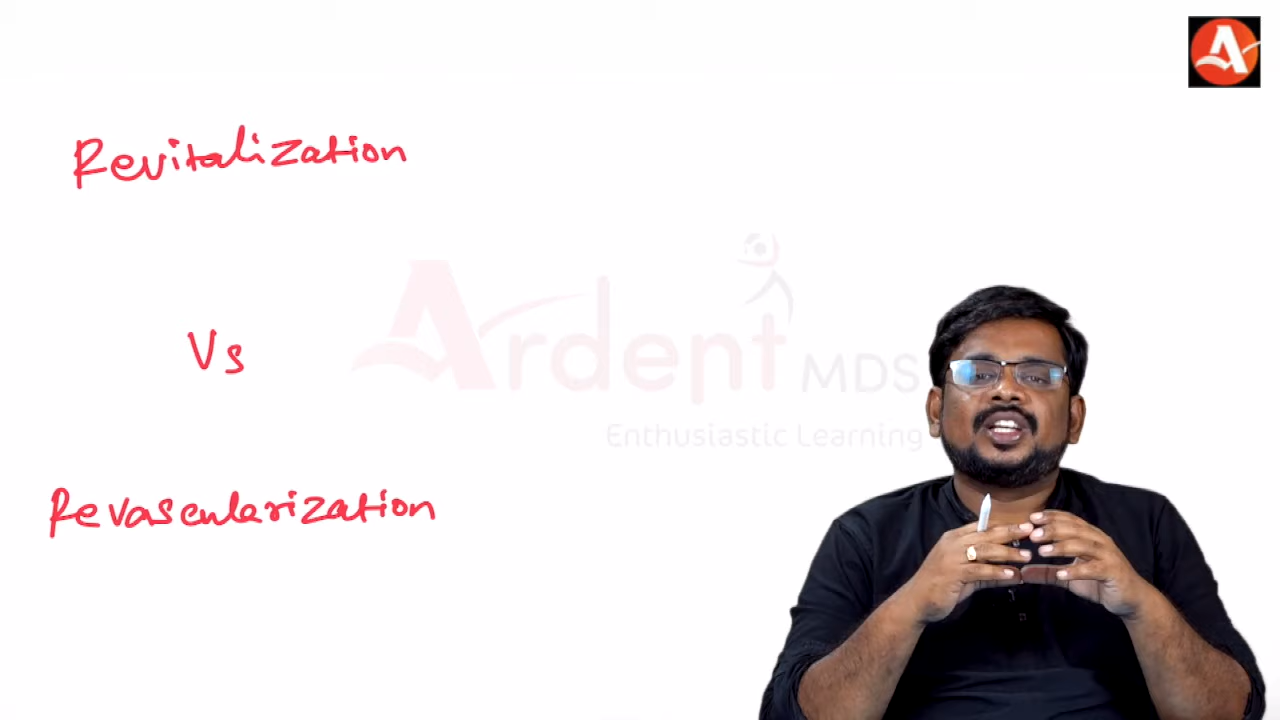 Revitalization
Vs
Revascularization
Ardent MDS
Enthusiastic Learning
A